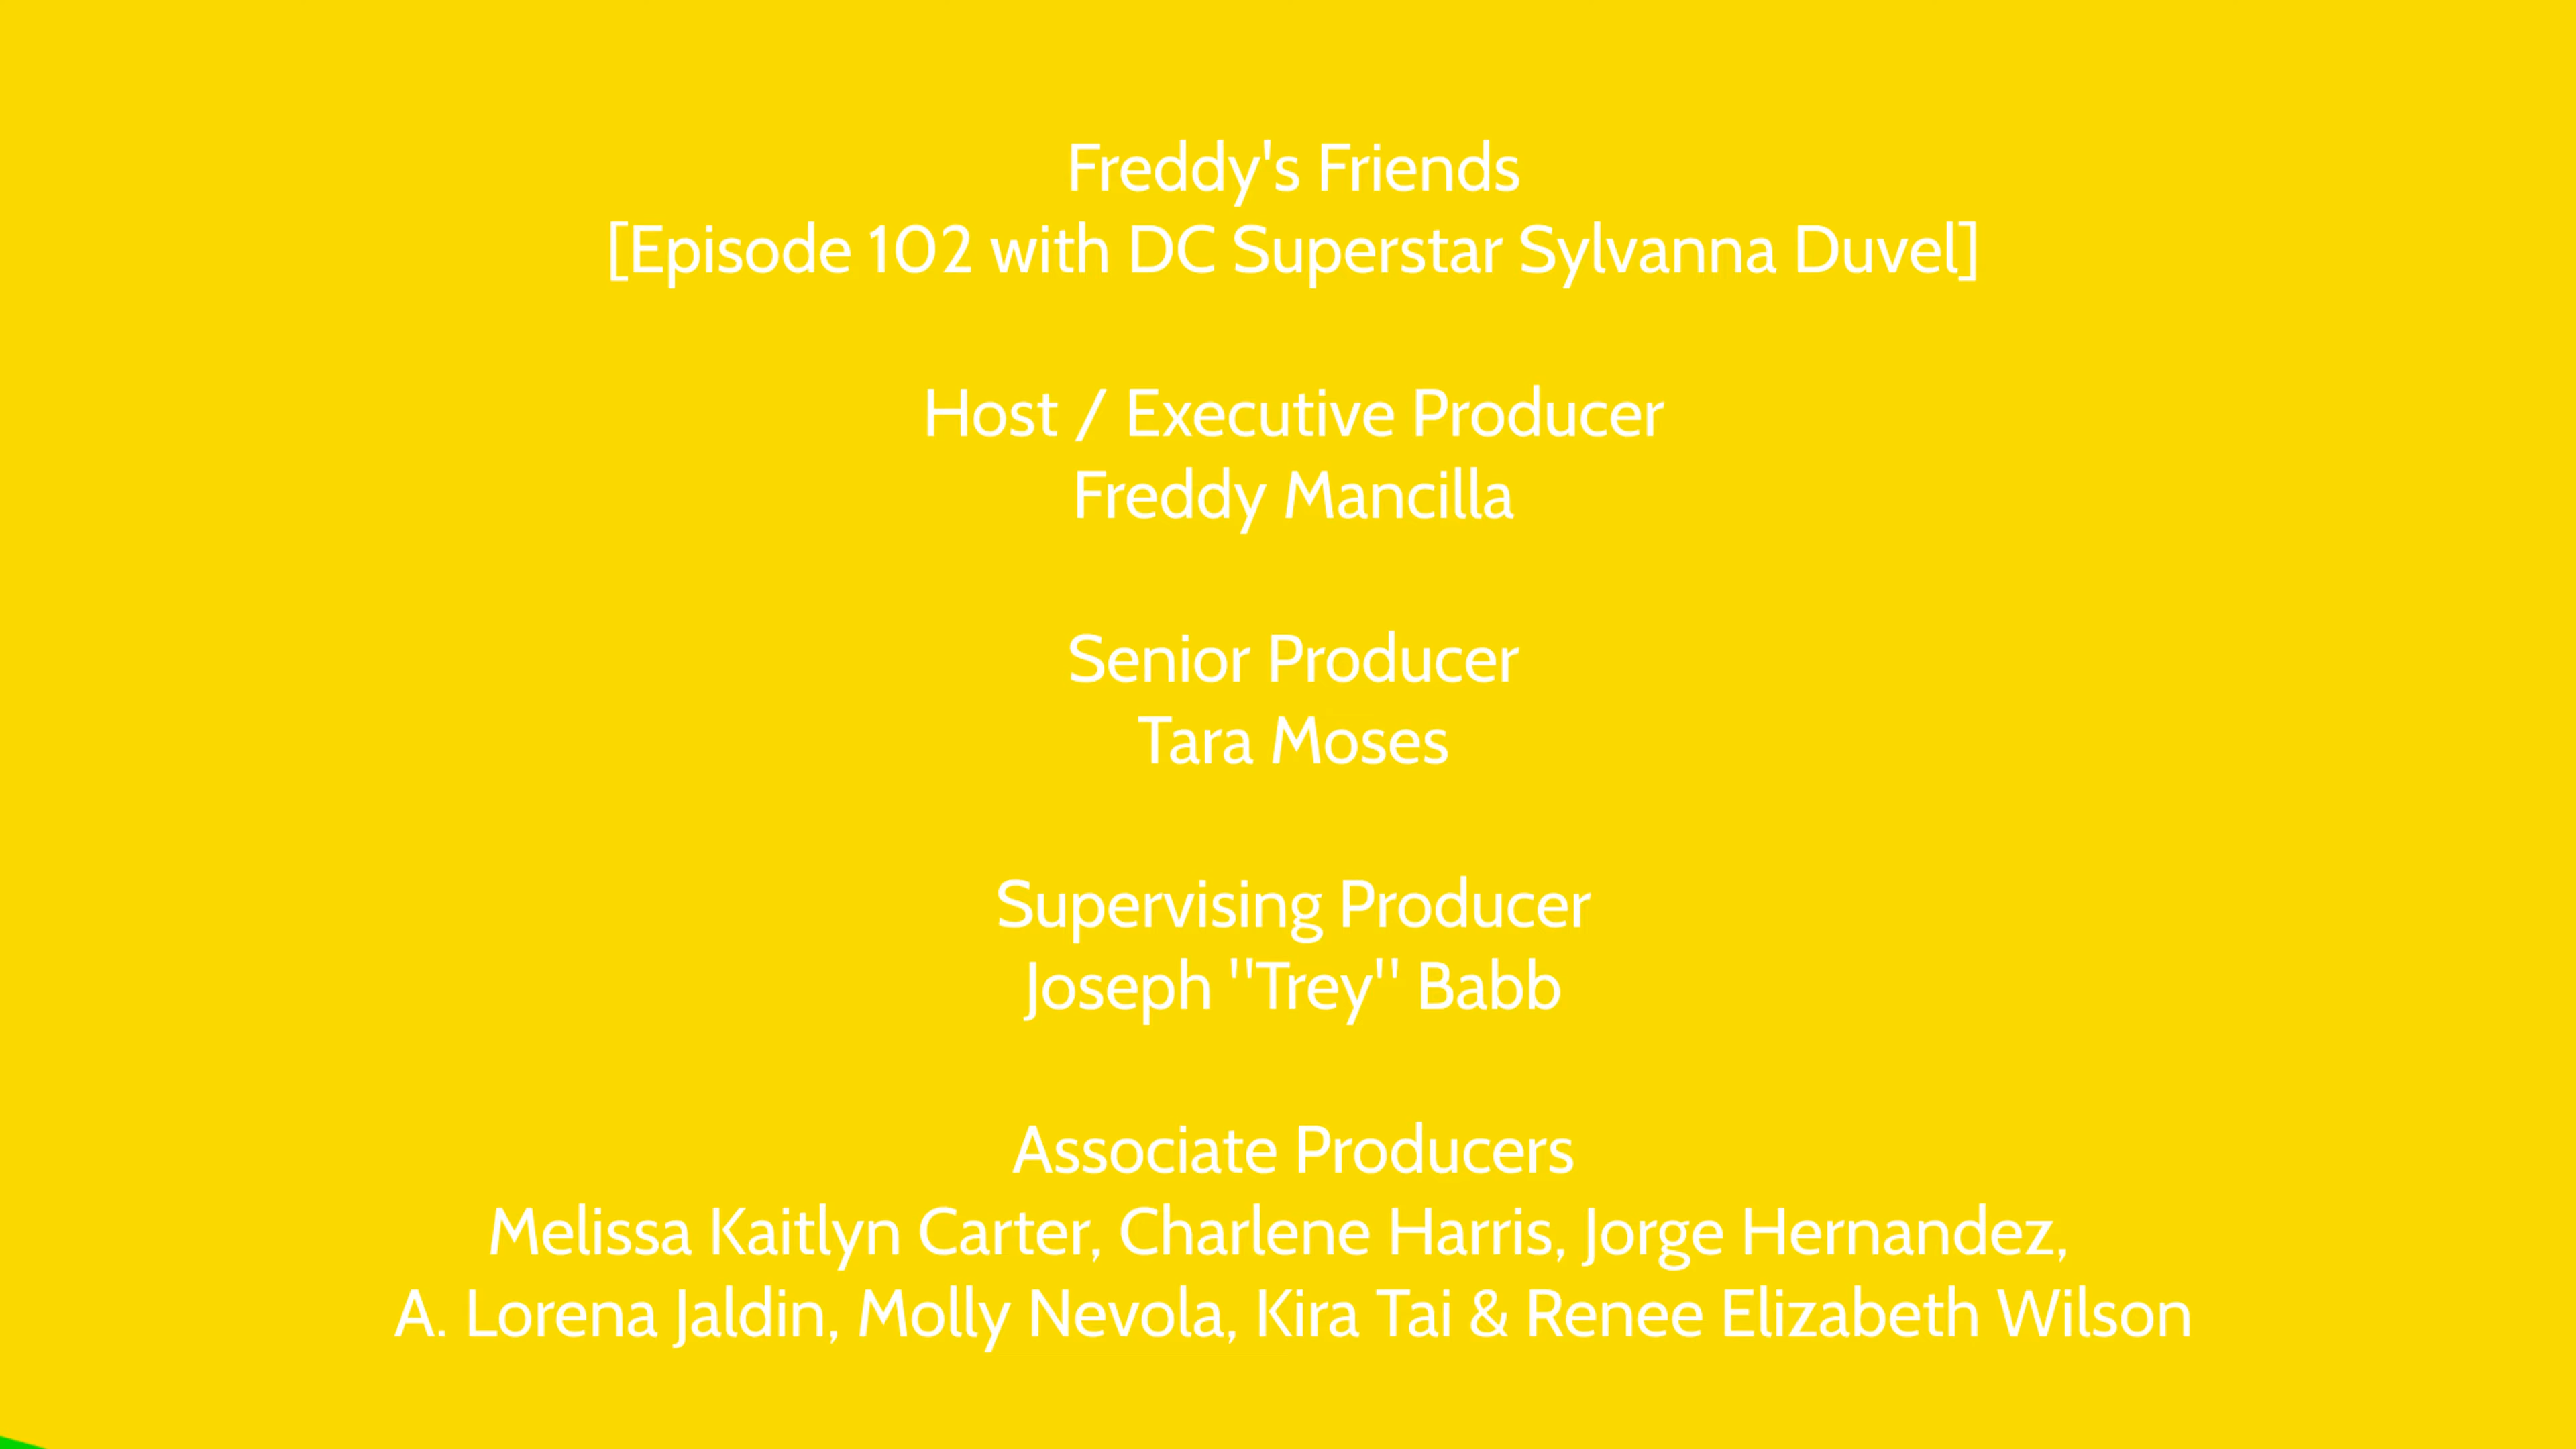 Freddy's Friends
[Episode 102 with DC Superstar Sylvanna Duvel]
Host / Executive Producer
Freddy Mancilla
Senior Producer
Tara Moses
Supervising Producer
Joseph "Trey" Babb
Associate Producers
Melissa Kaitlyn Carter, Charlene Harris, Jorge Hernandez,
A. Lorena Jaldin, Molly Nevola, Kira Tai & Renee Elizabeth Wilson